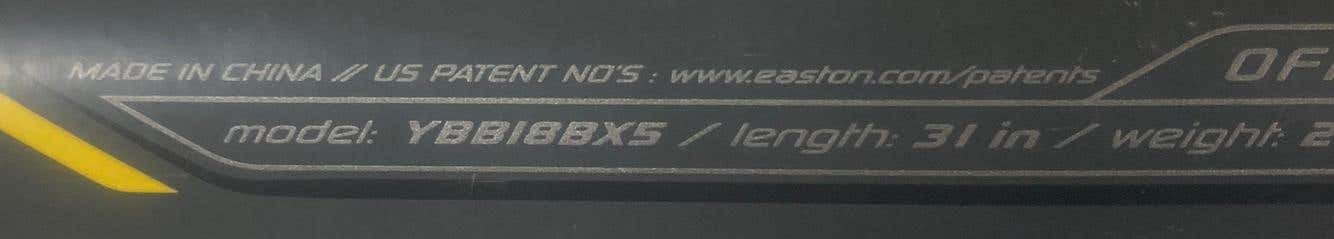 MADE IN CHINA // US PATENT NO'S : www.easton.com/patents
model: YBB18BX5 / length: 31 in / weight: